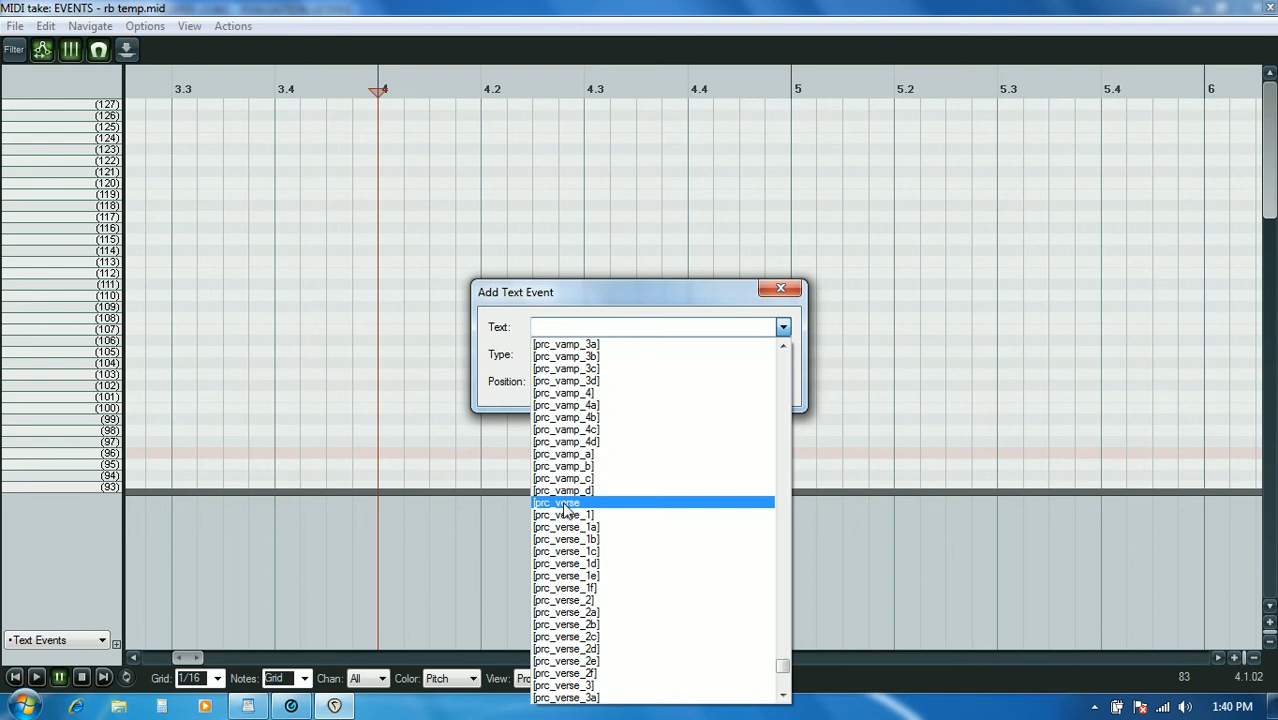 MIDI take: EVENTS - rb temp.mid
File Edit Navigate Options View Actions
Filter
3.3 3.4 4 4.2 4.3 4.4 5 5.2 5.3 5.4 6
(127)
(126)
(125)
(124)
(123)
(122)
(121)
(120)
(119)
(118)
(117)
(116)
(115)
(114)
(113)
(112)
(111)
(110)
(109)
(108)
(107)
(106)
(105)
(104)
(103)
(102)
(101)
(100)
(99)
(98)
(97)
(96)
(95)
(94)
(93)
Add Text Event
Text:
Type:
Position:
[prc_vamp_3a]
[prc_vamp_3b]
[prc_vamp_3c]
[prc_vamp_3d]
[prc_vamp_4]
[prc_vamp_4a]
[prc_vamp_4b]
[prc_vamp_4c]
[prc_vamp_4d]
[prc_vamp_a]
[prc_vamp_b]
[prc_vamp_c]
[prc_vamp_d]
[prc_verse
[prc_verse_1]
[prc_verse_1a]
[prc_verse_1b]
[prc_verse_1c]
[prc_verse_1d]
[prc_verse_1e]
[prc_verse_1f]
[prc_verse_2]
[prc_verse_2a]
[prc_verse_2b]
[prc_verse_2c]
[prc_verse_2d]
[prc_verse_2e]
[prc_verse_2f]
[prc_verse_3]
[prc_verse_3a]
•Text Events
Grid: 1/16 Notes: Grid Chan: All Color: Pitch View: Pro 83 4.1.02
1:40 PM